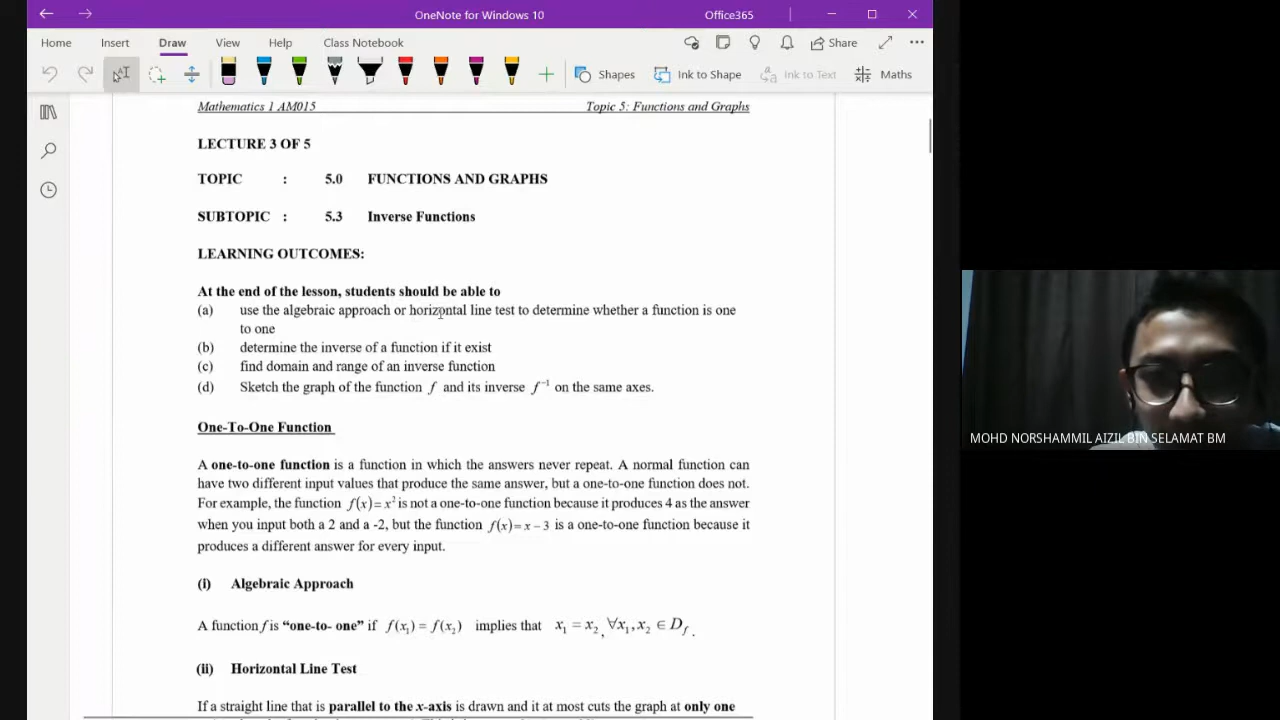 OneNote for Windows 10
Office365
Home Insert Draw View Help Class Notebook
Share
Shapes Ink to Shape Ink to Text Maths
Mathematics 1 AM015 Topic 5: Functions and Graphs
LECTURE 3 OF 5
TOPIC : 5.0 FUNCTIONS AND GRAPHS
SUBTOPIC : 5.3 Inverse Functions
LEARNING OUTCOMES:
At the end of the lesson, students should be able to
(a) use the algebraic approach or horizontal line test to determine whether a function is one
to one
(b) determine the inverse of a function if it exist
(c) find domain and range of an inverse function
(d) Sketch the graph of the function f and its inverse f⁻¹ on the same axes.
One-To-One Function
A one-to-one function is a function in which the answers never repeat. A normal function can
have two different input values that produce the same answer, but a one-to-one function does not.
For example, the function f(x)= x² is not a one-to-one function because it produces 4 as the answer
when you input both a 2 and a -2, but the function f(x)= x − 3 is a one-to-one function because it
produces a different answer for every input.
(i) Algebraic Approach
A function f is “one-to- one” if f(x₁) = f(x₂) implies that x₁ = x₂, ∀x₁, x₂ ∈ D_f .
(ii) Horizontal Line Test
If a straight line that is parallel to the x-axis is drawn and it at most cuts the graph at only one
MOHD NORSHAMMIL AIZIL BIN SELAMAT BM